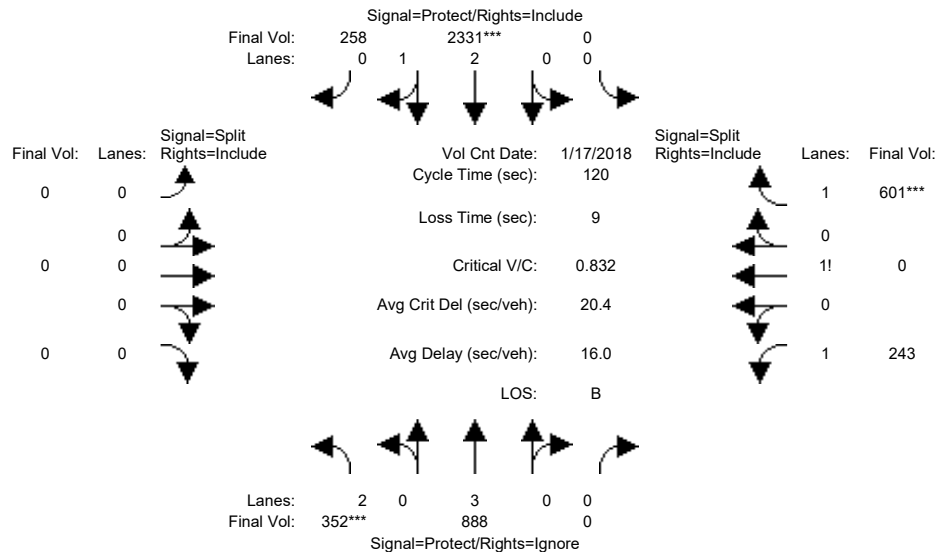 Signal=Protect/Rights=Include
Final Vol: 258 2331*** 0
Lanes: 0 1 2 0 0
Signal=Split
Final Vol: Lanes: Rights=Include
Vol Cnt Date: 1/17/2018
Signal=Split
Rights=Include Lanes: Final Vol:
Cycle Time (sec): 120
0 0
1 601***
Loss Time (sec): 9
0
0
0 0
Critical V/C: 0.832
1! 0
0
Avg Crit Del (sec/veh): 20.4
0
0 0
Avg Delay (sec/veh): 16.0
1 243
LOS: B
Lanes: 2 0 3 0 0
Final Vol: 352*** 888 0
Signal=Protect/Rights=Ignore